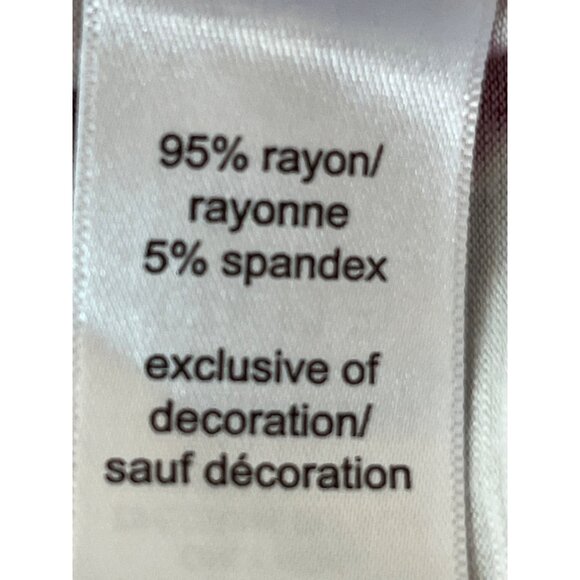 95% rayon/
rayonne
5% spandex
exclusive of
decoration/
sauf décoration